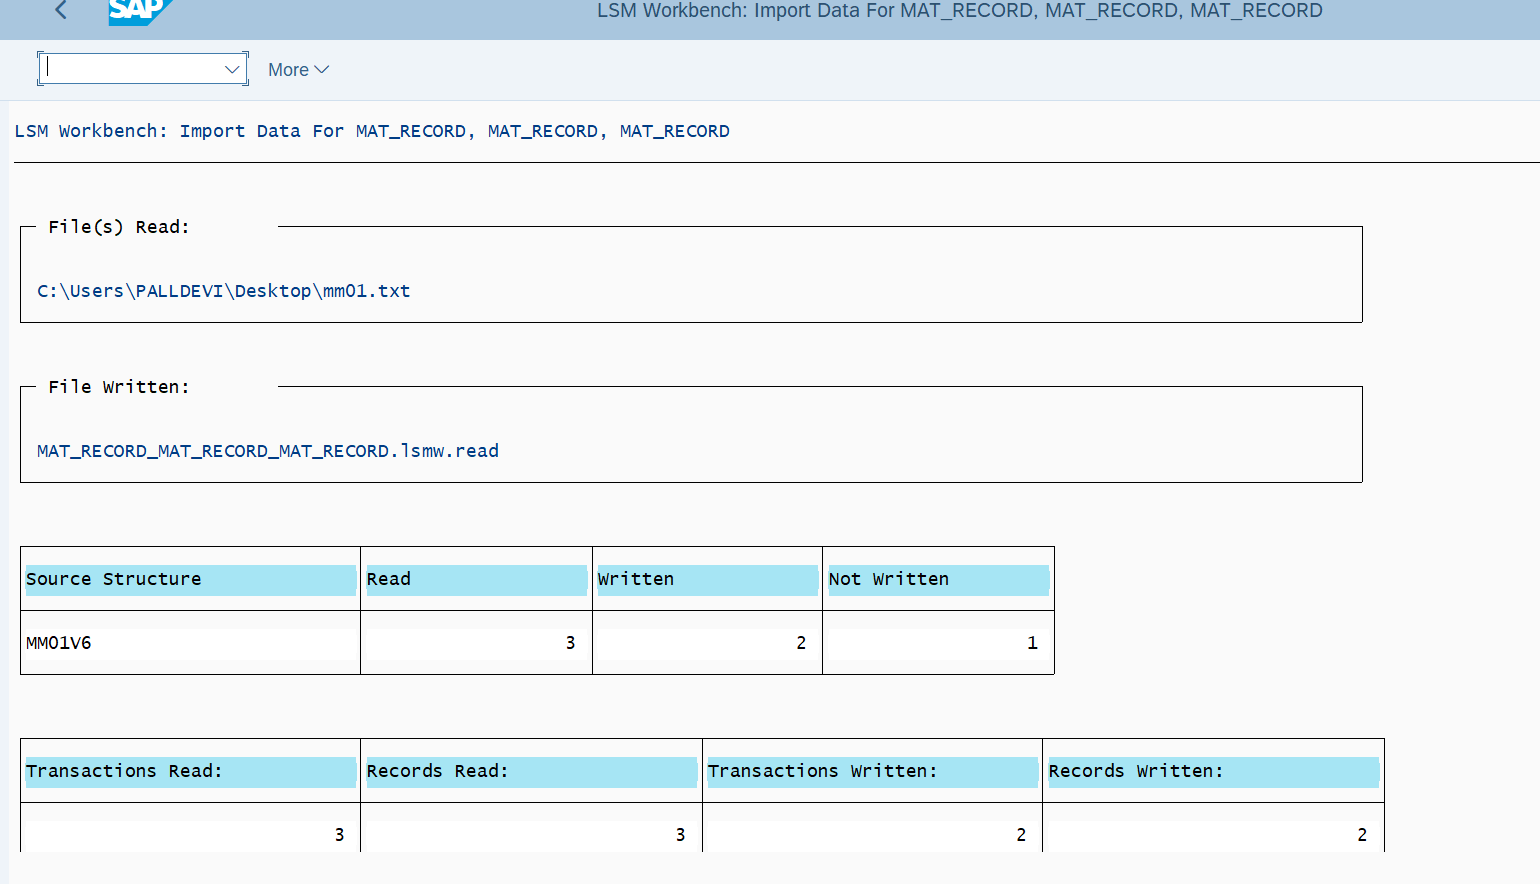 SAP
LSM Workbench: Import Data For MAT_RECORD, MAT_RECORD, MAT_RECORD
More
LSM Workbench: Import Data For MAT_RECORD, MAT_RECORD, MAT_RECORD
File(s) Read:
C:\Users\PALLDEVI\Desktop\mm01.txt
File Written:
MAT_RECORD_MAT_RECORD_MAT_RECORD.lsmw.read
Source Structure Read Written Not Written
MM01V6 3 2 1
Transactions Read: Records Read: Transactions Written: Records Written:
3 3 2 2